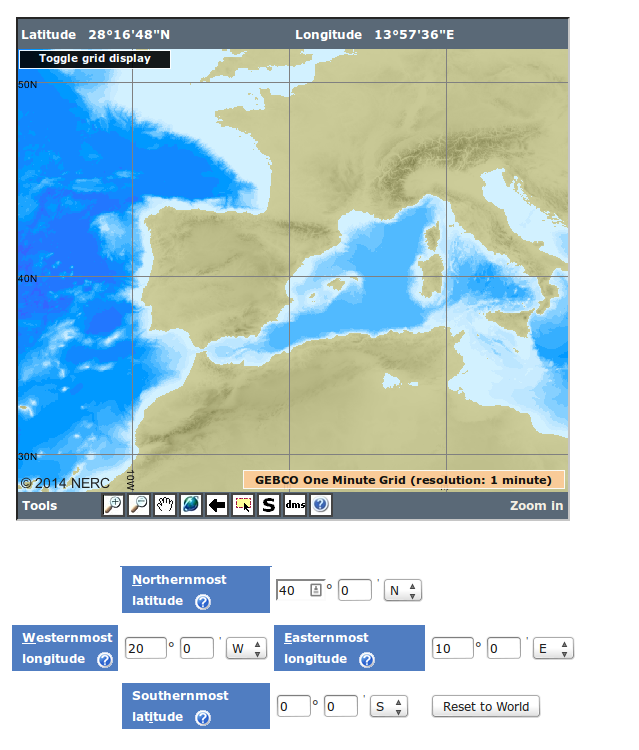 Latitude 28°16'48"N Longitude 13°57'36"E
Toggle grid display
50N
40N
30N
10W
© 2014 NERC
GEBCO One Minute Grid (resolution: 1 minute)
Tools S dms ? Zoom in
Northernmost
latitude ? 40 ° 0 ' N
Westernmost
longitude ? 20 ° 0 ' W
Easternmost
longitude ? 10 ° 0 ' E
Southernmost
latitude ? 0 ° 0 ' S Reset to World